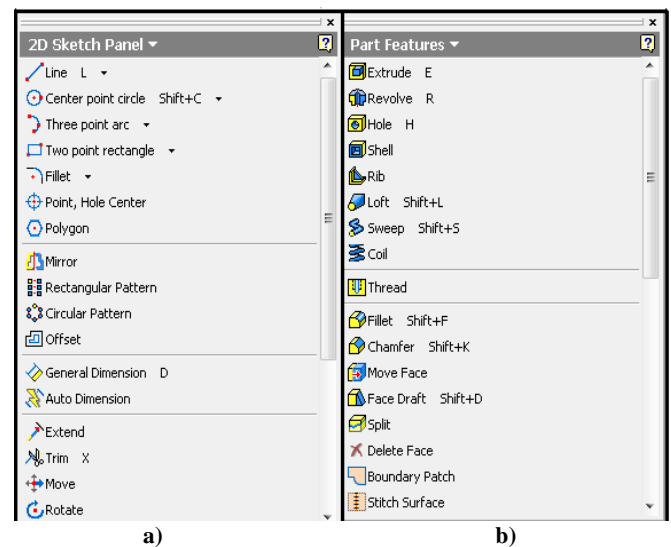 2D Sketch Panel
Line L
Center point circle Shift+C
Three point arc
Two point rectangle
Fillet
Point, Hole Center
Polygon
Mirror
Rectangular Pattern
Circular Pattern
Offset
General Dimension D
Auto Dimension
Extend
Trim X
Move
Rotate
a)
Part Features
Extrude E
Revolve R
Hole H
Shell
Rib
Loft Shift+L
Sweep Shift+S
Coil
Thread
Fillet Shift+F
Chamfer Shift+K
Move Face
Face Draft Shift+D
Split
Delete Face
Boundary Patch
Stitch Surface
b)